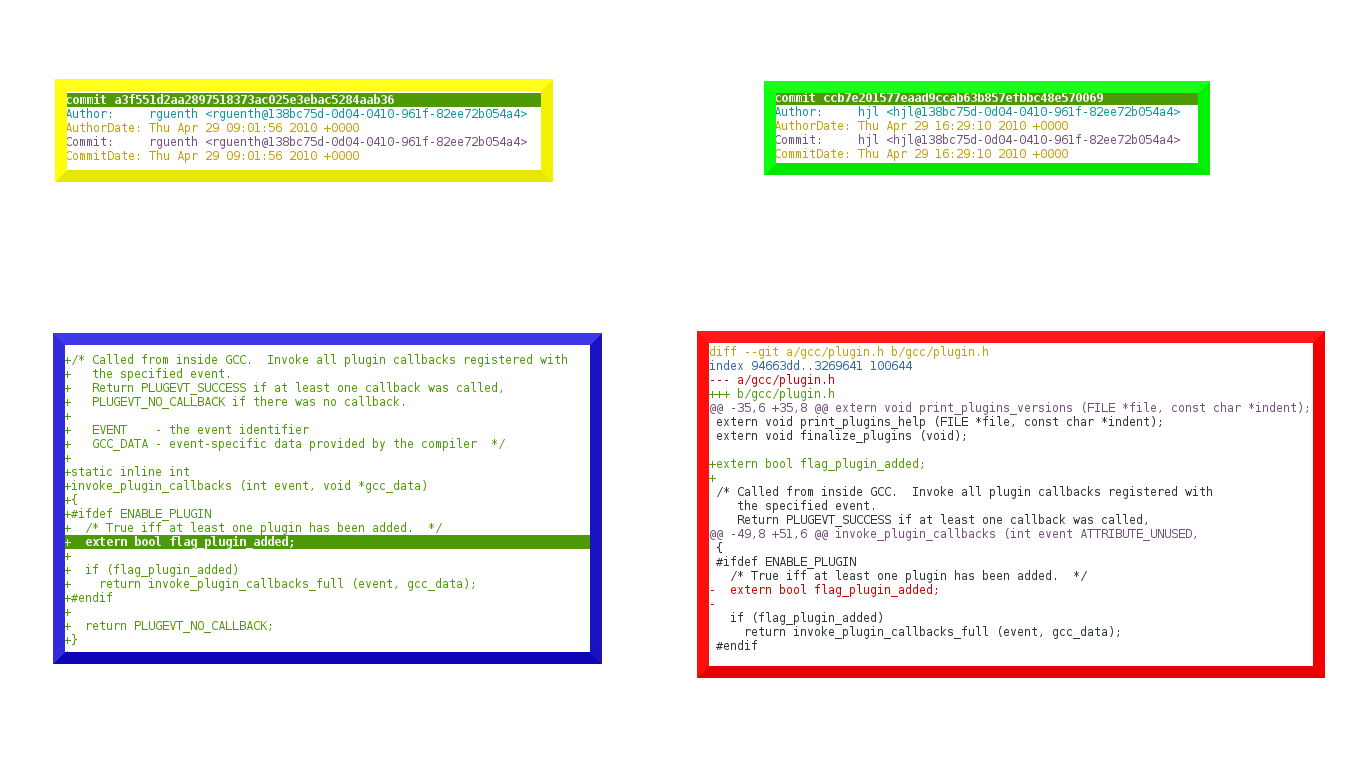 commit a3f551d2aa2897518373ac025e3ebac5284aab36
Author:     rguenth <rguenth@138bc75d-0d04-0410-961f-82ee72b054a4>
AuthorDate: Thu Apr 29 09:01:56 2010 +0000
Commit:     rguenth <rguenth@138bc75d-0d04-0410-961f-82ee72b054a4>
CommitDate: Thu Apr 29 09:01:56 2010 +0000
commit ccb7e201577eaad9ccab63b857efbbc48e570069
Author:     hjl <hjl@138bc75d-0d04-0410-961f-82ee72b054a4>
AuthorDate: Thu Apr 29 16:29:10 2010 +0000
Commit:     hjl <hjl@138bc75d-0d04-0410-961f-82ee72b054a4>
CommitDate: Thu Apr 29 16:29:10 2010 +0000
+/* Called from inside GCC.  Invoke all plugin callbacks registered with
+   the specified event.
+   Return PLUGEVT_SUCCESS if at least one callback was called,
+   PLUGEVT_NO_CALLBACK if there was no callback.
+
+   EVENT    - the event identifier
+   GCC_DATA - event-specific data provided by the compiler  */
+
+static inline int
+invoke_plugin_callbacks (int event, void *gcc_data)
+{
+#ifdef ENABLE_PLUGIN
+  /* True iff at least one plugin has been added.  */
+  extern bool flag_plugin_added;
+
+  if (flag_plugin_added)
+    return invoke_plugin_callbacks_full (event, gcc_data);
+#endif
+
+  return PLUGEVT_NO_CALLBACK;
+}
diff --git a/gcc/plugin.h b/gcc/plugin.h
index 94663dd..3269641 100644
--- a/gcc/plugin.h
+++ b/gcc/plugin.h
@@ -35,6 +35,8 @@ extern void print_plugins_versions (FILE *file, const char *indent);
 extern void print_plugins_help (FILE *file, const char *indent);
 extern void finalize_plugins (void);

+extern bool flag_plugin_added;
+
 /* Called from inside GCC.  Invoke all plugin callbacks registered with
    the specified event.
    Return PLUGEVT_SUCCESS if at least one callback was called,
@@ -49,8 +51,6 @@ invoke_plugin_callbacks (int event ATTRIBUTE_UNUSED,
 {
 #ifdef ENABLE_PLUGIN
   /* True iff at least one plugin has been added.  */
-  extern bool flag_plugin_added;
-
   if (flag_plugin_added)
     return invoke_plugin_callbacks_full (event, gcc_data);
 #endif